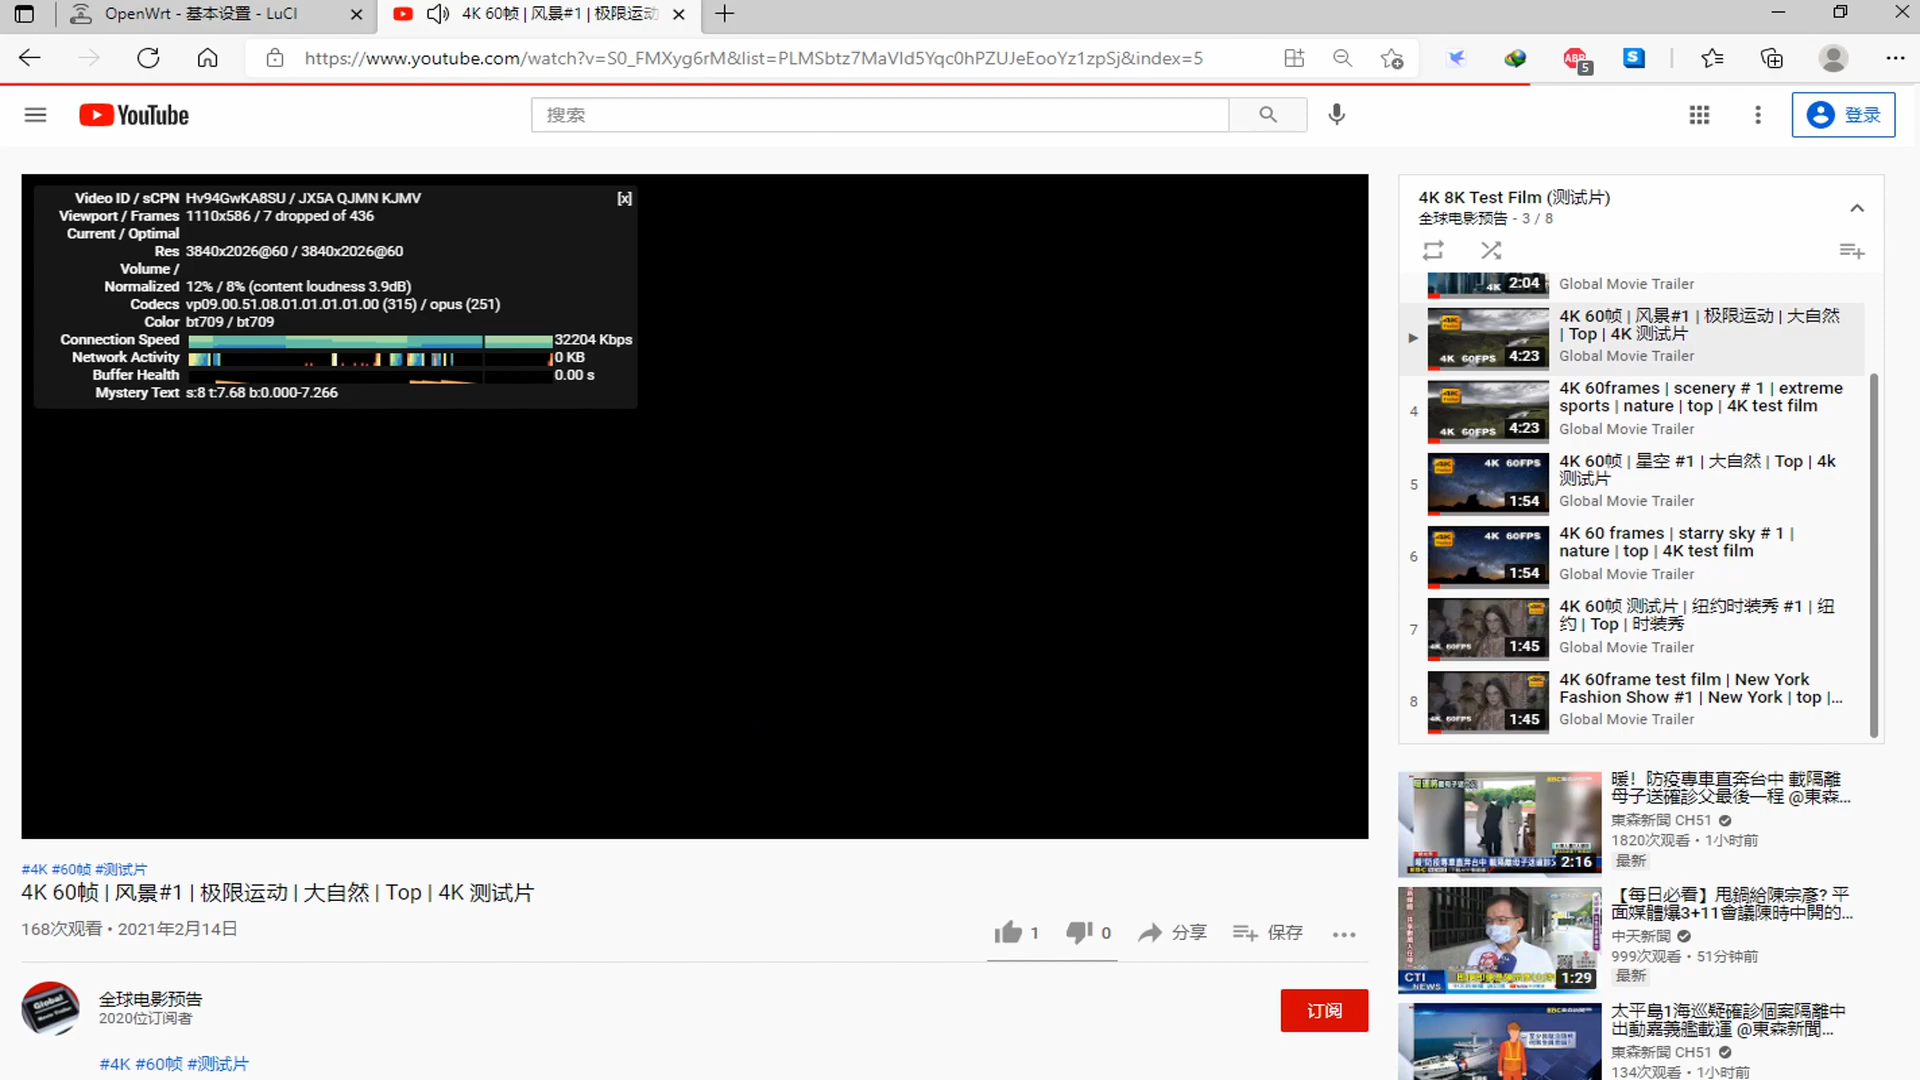 OpenWrt - 基本设置 - LuCI
4K 60帧 | 风景#1 | 极限运动
https://www.youtube.com/watch?v=S0_FMXyg6rM&list=PLMSbtz7MaVId5Yqc0hPZUJeEooYz1zpSj&index=5
ABP
5
S
YouTube
搜索
登录
Video ID / sCPN Hv94GwKA8SU / JX5A QJMN KJMV
[x]
Viewport / Frames 1110x586 / 7 dropped of 436
Current / Optimal
Res 3840x2026@60 / 3840x2026@60
Volume /
Normalized 12% / 8% (content loudness 3.9dB)
Codecs vp09.00.51.08.01.01.01.01.00 (315) / opus (251)
Color bt709 / bt709
Connection Speed 32204 Kbps
Network Activity 0 KB
Buffer Health 0.00 s
Mystery Text s:8 t:7.68 b:0.000-7.266
#4K #60帧 #测试片
4K 60帧 | 风景#1 | 极限运动 | 大自然 | Top | 4K 测试片
168次观看 • 2021年2月14日
1
0
分享
保存
全球电影预告
2020位订阅者
订阅
#4K #60帧 #测试片
4K 8K Test Film (测试片)
全球电影预告 - 3 / 8
4K
2:04
Global Movie Trailer
4K 60FPS
4:23
4K 60帧 | 风景#1 | 极限运动 | 大自然
| Top | 4K 测试片
Global Movie Trailer
4
4K 60FPS
4:23
4K 60frames | scenery # 1 | extreme
sports | nature | top | 4K test film
Global Movie Trailer
5
4K 60FPS
1:54
4K 60帧 | 星空 #1 | 大自然 | Top | 4k
测试片
Global Movie Trailer
6
4K 60FPS
1:54
4K 60 frames | starry sky # 1 |
nature | top | 4K test film
Global Movie Trailer
7
4K 60FPS
1:45
4K 60帧 测试片 | 纽约时装秀 #1 | 纽
约 | Top | 时装秀
Global Movie Trailer
8
4K 60FPS
1:45
4K 60frame test film | New York
Fashion Show #1 | New York | top |...
Global Movie Trailer
2:16
暖！防疫專車直奔台中 載隔離
母子送確診父最後一程 @東森...
東森新聞 CH51
1820次观看 • 1小时前
最新
CTI
NEWS
1:29
【每日必看】甩鍋給陳宗彥? 平
面媒體爆3+11會議陳時中開的...
中天新聞
999次观看 • 51分钟前
最新
太平島1海巡疑確診個案隔離中
出動嘉義艦載運 @東森新聞...
東森新聞 CH51
134次观看 • 1小时前